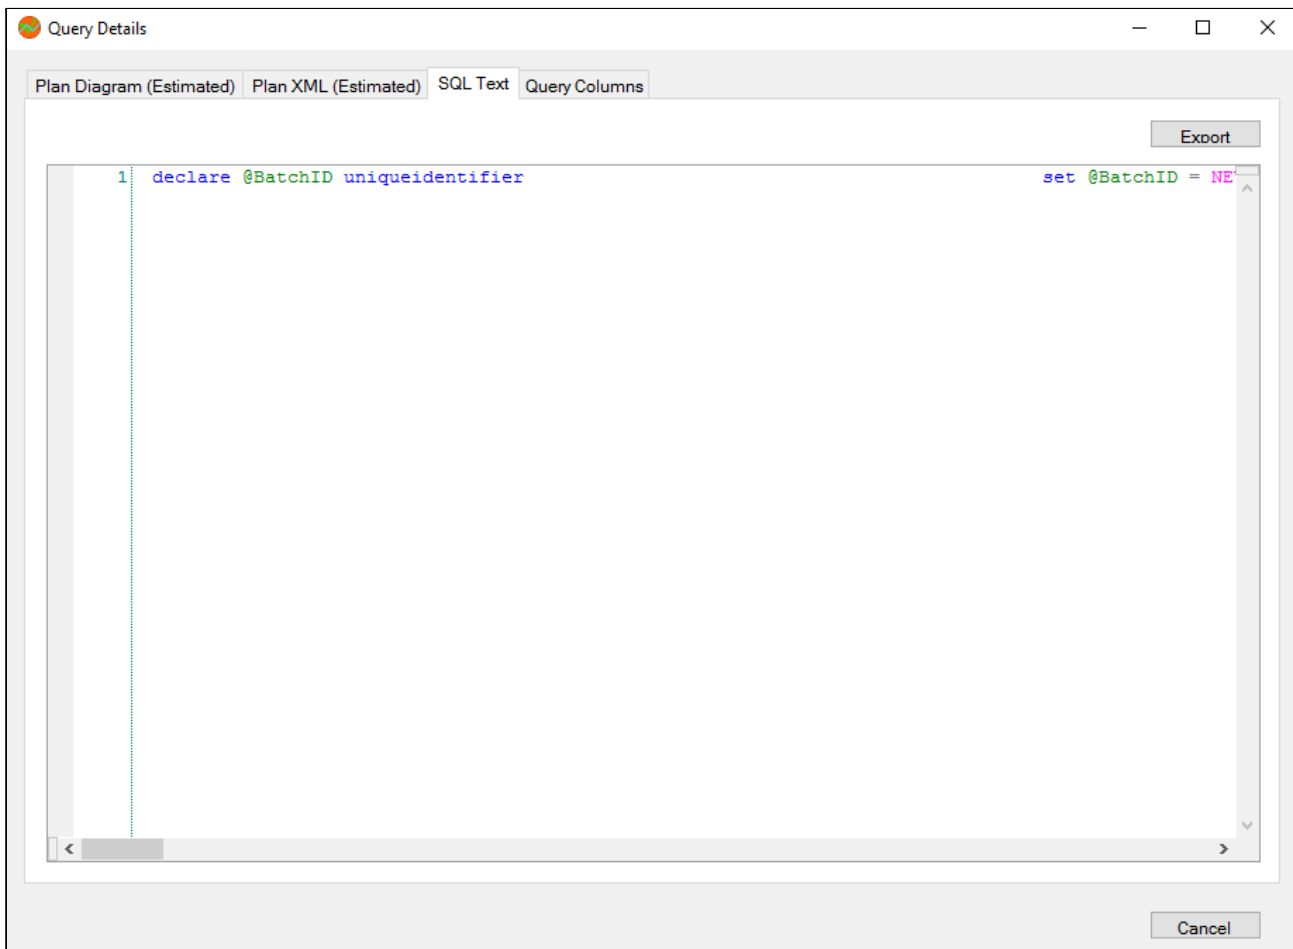 Query Details
Plan Diagram (Estimated) Plan XML (Estimated) SQL Text Query Columns
Export
1 declare @BatchID uniqueidentifier set @BatchID = NE
Cancel